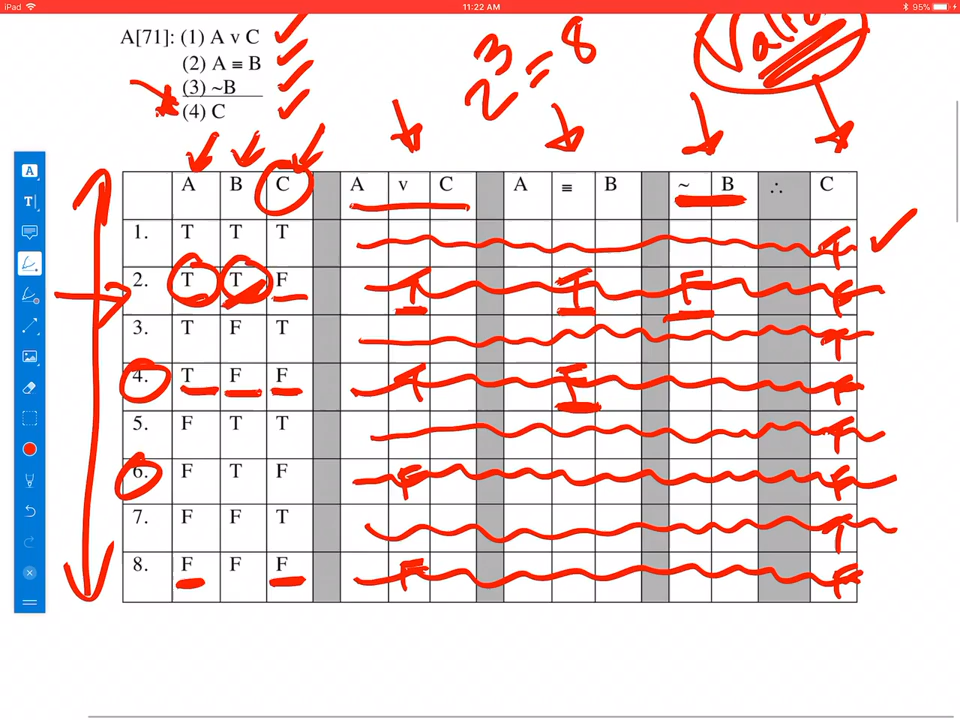 iPad 11:22 AM 95%
A[71]: (1) A v C
(2) A ≡ B
(3) ~B
(4) C
2³ = 8
Valid
A B C A v C A ≡ B ~ B ∴ C
1. T T T T
2. T T F T T F F
3. T F T T
4. T F F T F F
5. F T T
6. F T F F F
7. F F T T
8. F F F F F
A
T